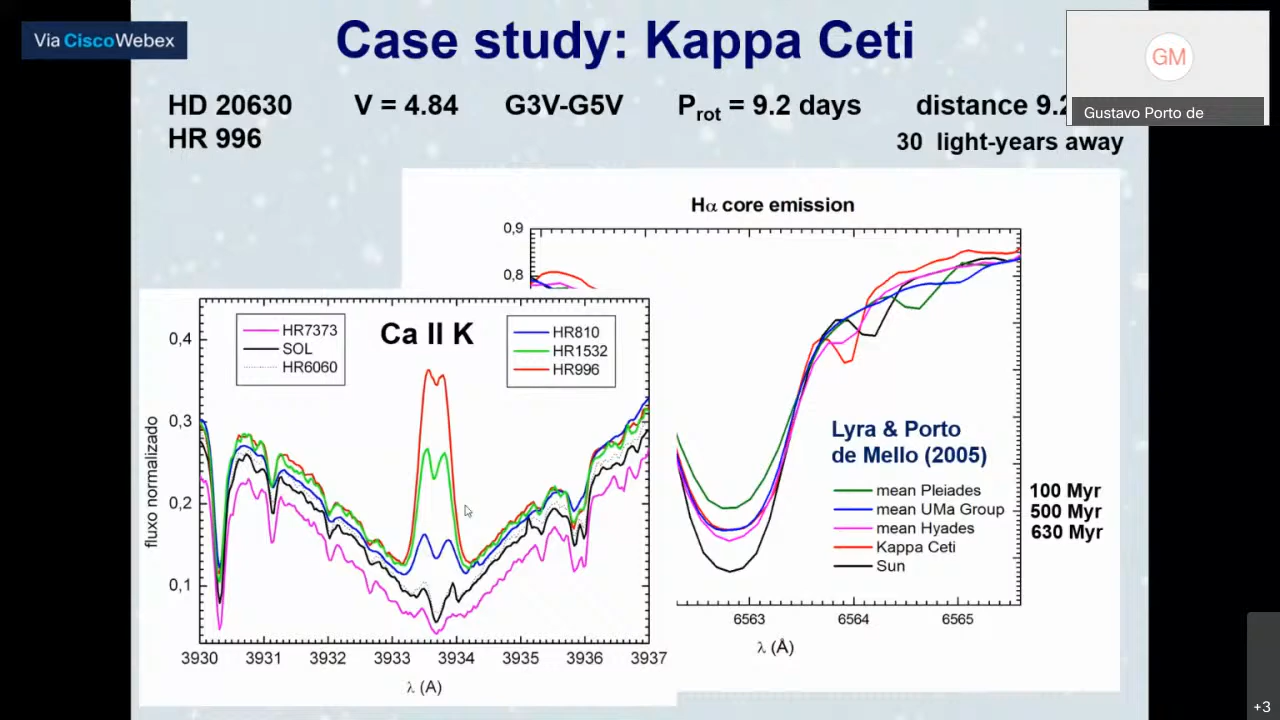 Via CiscoWebex
Case study: Kappa Ceti
GM
Gustavo Porto de
HD 20630 V = 4.84 G3V-G5V Prot = 9.2 days distance 9.2
HR 996
30 light-years away
Hα core emission
0,9
0,8
Ca II K
HR7373
SOL
HR6060
HR810
HR1532
HR996
0,4
0,3
0,2
0,1
fluxo normalizado
3930 3931 3932 3933 3934 3935 3936 3937
λ (A)
Lyra & Porto
de Mello (2005)
mean Pleiades 100 Myr
mean UMa Group 500 Myr
mean Hyades 630 Myr
Kappa Ceti
Sun
6563 6564 6565
λ (Å)
+3